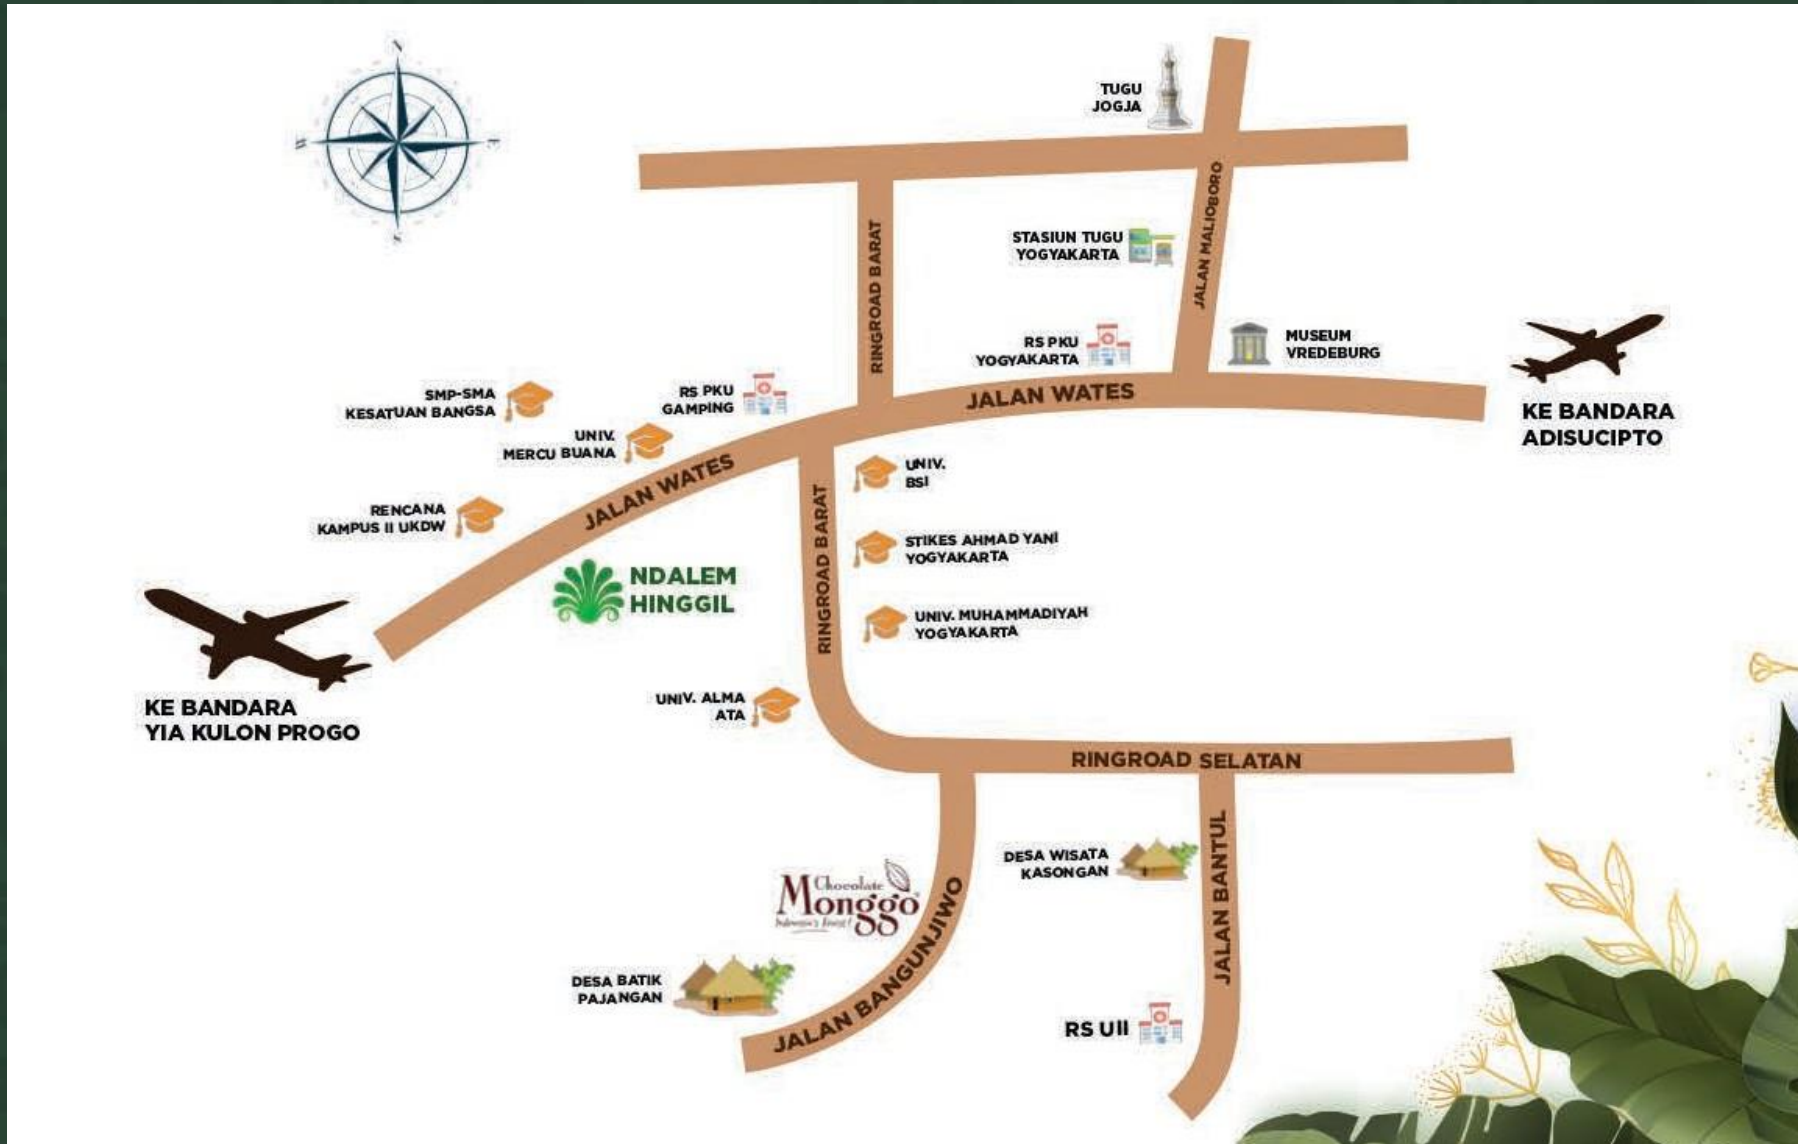 N
W
E
S
TUGU
JOGJA
JALAN MALIOBORO
STASIUN TUGU
YOGYAKARTA
RINGROAD BARAT
RS PKU
YOGYAKARTA
MUSEUM
VREDEBURG
KE BANDARA
ADISUCIPTO
JALAN WATES
SMP-SMA
KESATUAN BANGSA
RS PKU
GAMPING
UNIV.
MERCU BUANA
JALAN WATES
UNIV.
BSI
RENCANA
KAMPUS II UKDW
RINGROAD BARAT
STIKES AHMAD YANI
YOGYAKARTA
NDALEM
HINGGIL
UNIV. MUHAMMADIYAH
YOGYAKARTA
KE BANDARA
YIA KULON PROGO
UNIV. ALMA
ATA
RINGROAD SELATAN
JALAN BANTUL
DESA WISATA
KASONGAN
Chocolate
Monggo
JALAN BANGUNJIWO
DESA BATIK
PAJANGAN
RS UII